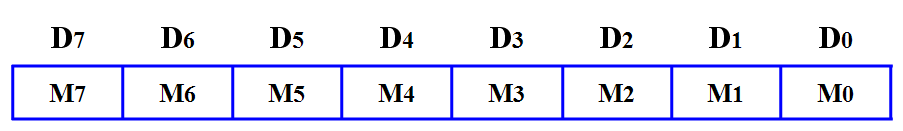 D7 D6 D5 D4 D3 D2 D1 D0
M7 M6 M5 M4 M3 M2 M1 M0